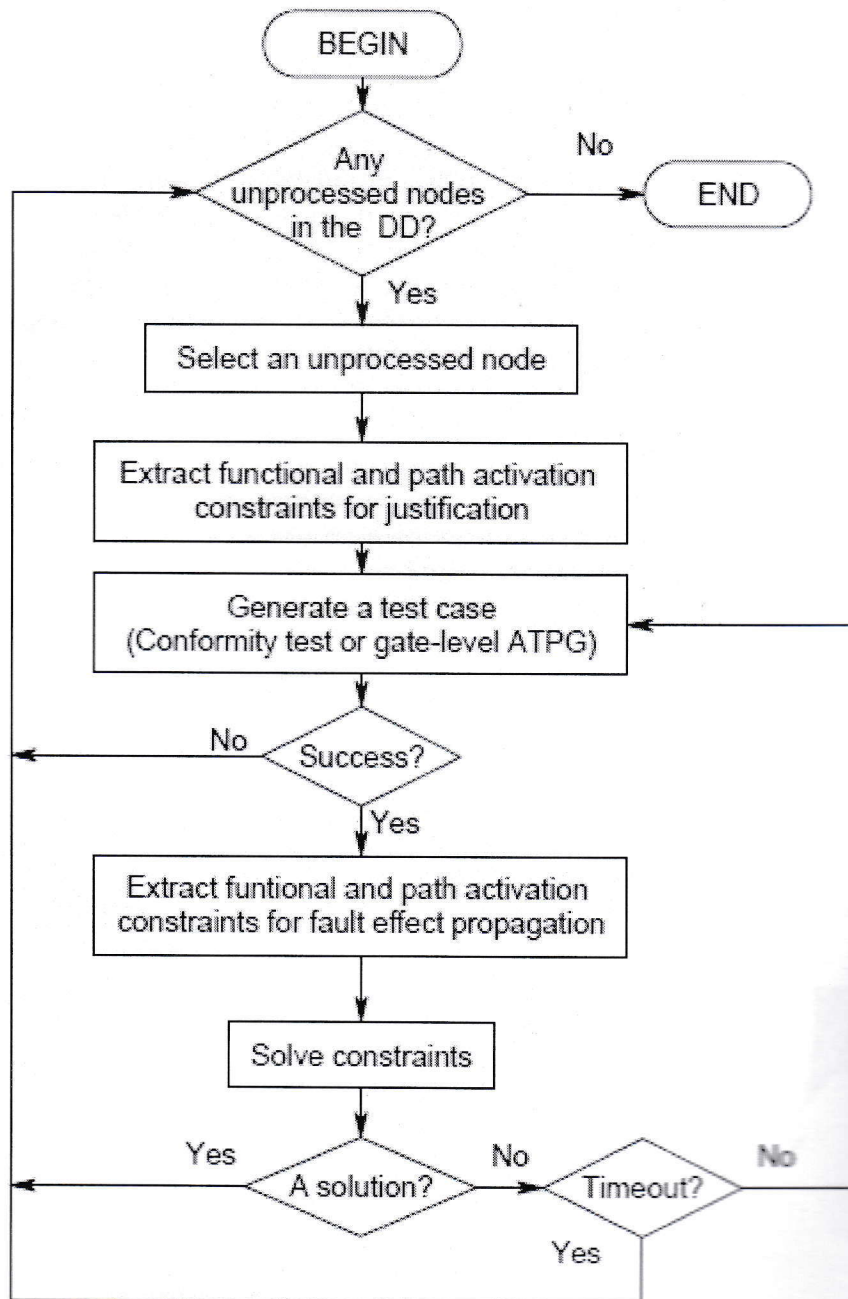 BEGIN
Any
unprocessed nodes
in the DD?
No
END
Yes
Select an unprocessed node
Extract functional and path activation
constraints for justification
Generate a test case
(Conformity test or gate-level ATPG)
No
Success?
Yes
Extract funtional and path activation
constraints for fault effect propagation
Solve constraints
Yes
A solution?
No
Timeout?
No
Yes